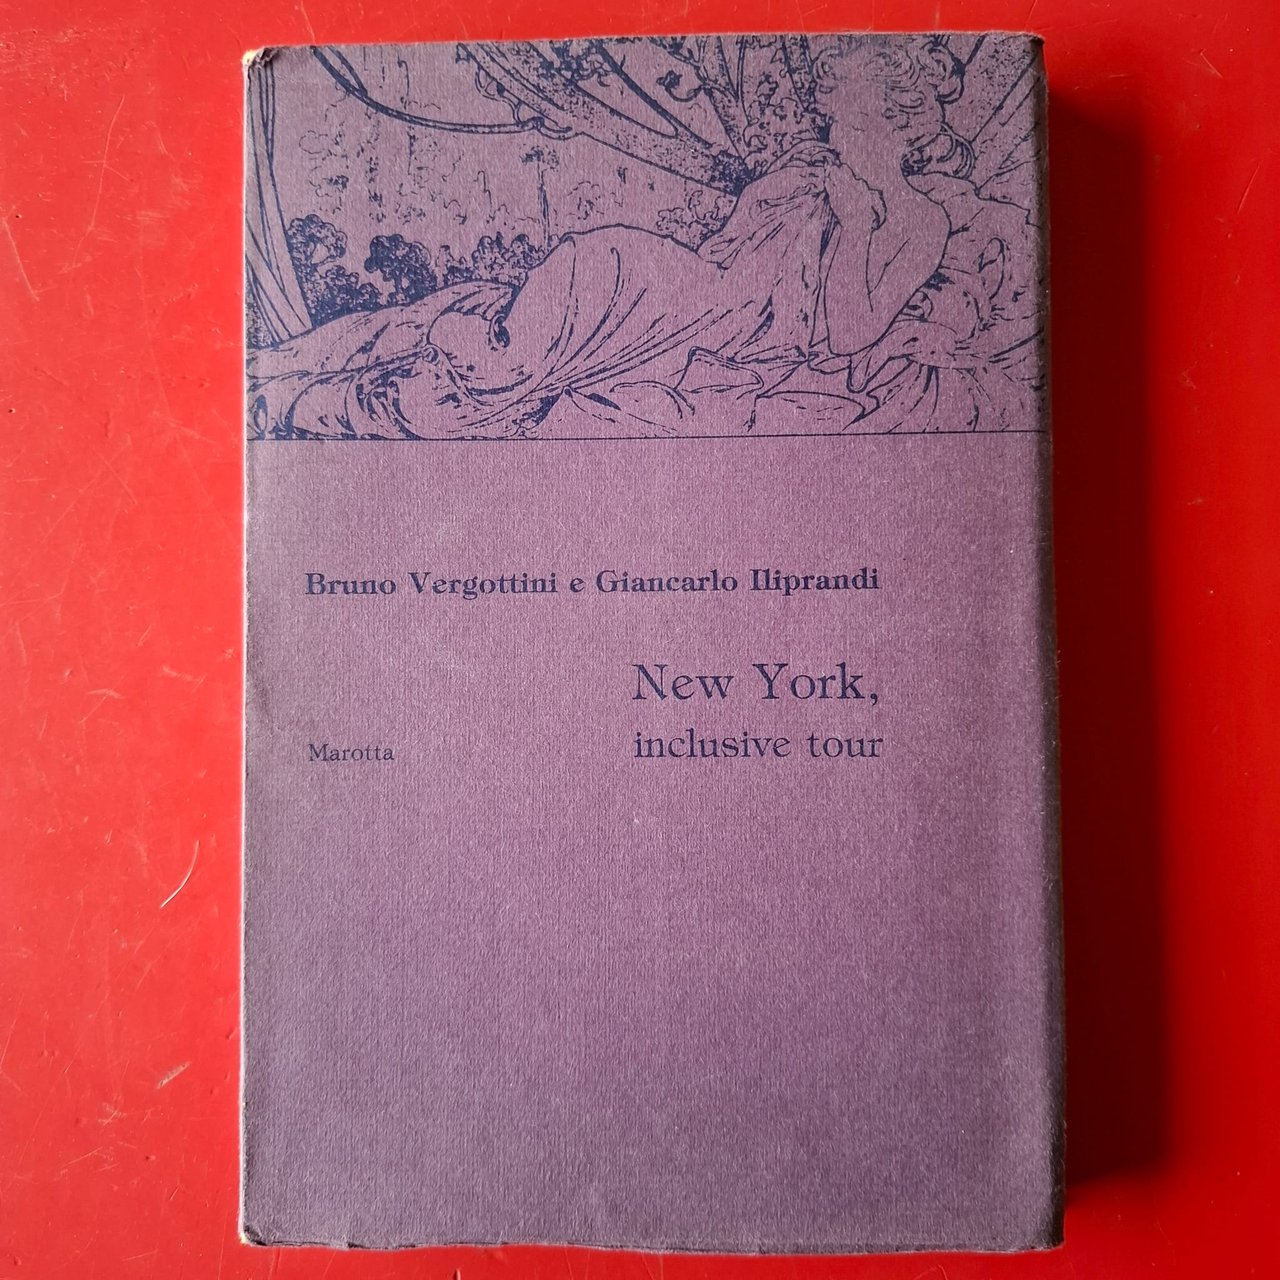 Bruno Vergottini e Giancarlo Iliprandi
New York,
inclusive tour
Marotta